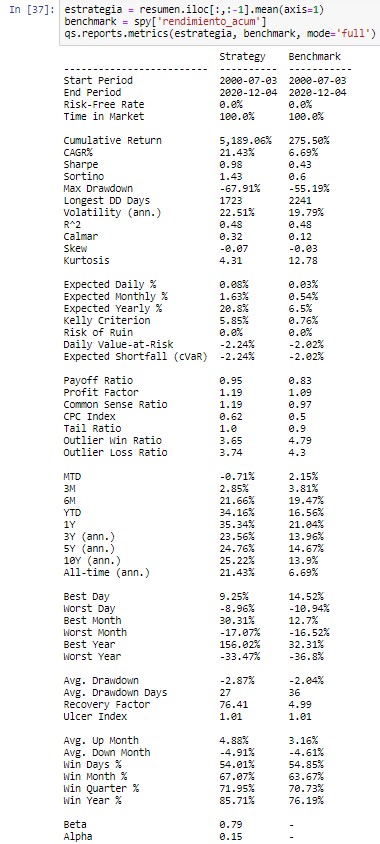 In [37]: estrategia = resumen.iloc[:,:-1].mean(axis=1)
benchmark = spy['rendimiento_acum']
qs.reports.metrics(estrategia, benchmark, mode='full')
Strategy Benchmark
------------------------- ---------- -----------
Start Period 2000-07-03 2000-07-03
End Period 2020-12-04 2020-12-04
Risk-Free Rate 0.0% 0.0%
Time in Market 100.0% 100.0%
Cumulative Return 5,189.06% 275.50%
CAGR% 21.43% 6.69%
Sharpe 0.98 0.43
Sortino 1.43 0.6
Max Drawdown -67.91% -55.19%
Longest DD Days 1723 2241
Volatility (ann.) 22.51% 19.79%
R^2 0.48 0.48
Calmar 0.32 0.12
Skew -0.07 -0.03
Kurtosis 4.31 12.78
Expected Daily % 0.08% 0.03%
Expected Monthly % 1.63% 0.54%
Expected Yearly % 20.8% 6.5%
Kelly Criterion 5.85% 0.76%
Risk of Ruin 0.0% 0.0%
Daily Value-at-Risk -2.24% -2.02%
Expected Shortfall (cVaR) -2.24% -2.02%
Payoff Ratio 0.95 0.83
Profit Factor 1.19 1.09
Common Sense Ratio 1.19 0.97
CPC Index 0.62 0.5
Tail Ratio 1.0 0.9
Outlier Win Ratio 3.65 4.79
Outlier Loss Ratio 3.74 4.3
MTD -0.71% 2.15%
3M 2.85% 3.81%
6M 21.66% 19.47%
YTD 34.16% 16.56%
1Y 35.34% 21.04%
3Y (ann.) 23.56% 13.96%
5Y (ann.) 24.76% 14.67%
10Y (ann.) 25.22% 13.9%
All-time (ann.) 21.43% 6.69%
Best Day 9.25% 14.52%
Worst Day -8.96% -10.94%
Best Month 30.31% 12.7%
Worst Month -17.07% -16.52%
Best Year 156.02% 32.31%
Worst Year -33.47% -36.8%
Avg. Drawdown -2.87% -2.04%
Avg. Drawdown Days 27 36
Recovery Factor 76.41 4.99
Ulcer Index 1.01 1.01
Avg. Up Month 4.88% 3.16%
Avg. Down Month -4.91% -4.61%
Win Days % 54.01% 54.85%
Win Month % 67.07% 63.67%
Win Quarter % 71.95% 70.73%
Win Year % 85.71% 76.19%
Beta 0.79 -
Alpha 0.15 -